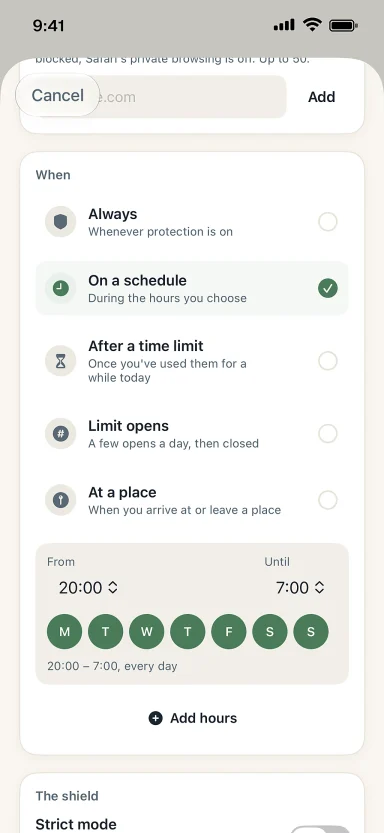 9:41
blocked, Safari's private browsing is off. Up to 50.
Cancel
e.com
Add
When
Always
Whenever protection is on
On a schedule
During the hours you choose
After a time limit
Once you've used them for a
while today
Limit opens
A few opens a day, then closed
#
At a place
When you arrive at or leave a place
From
Until
20:00
7:00
M T W T F S S
20:00 – 7:00, every day
Add hours
The shield
Strict mode